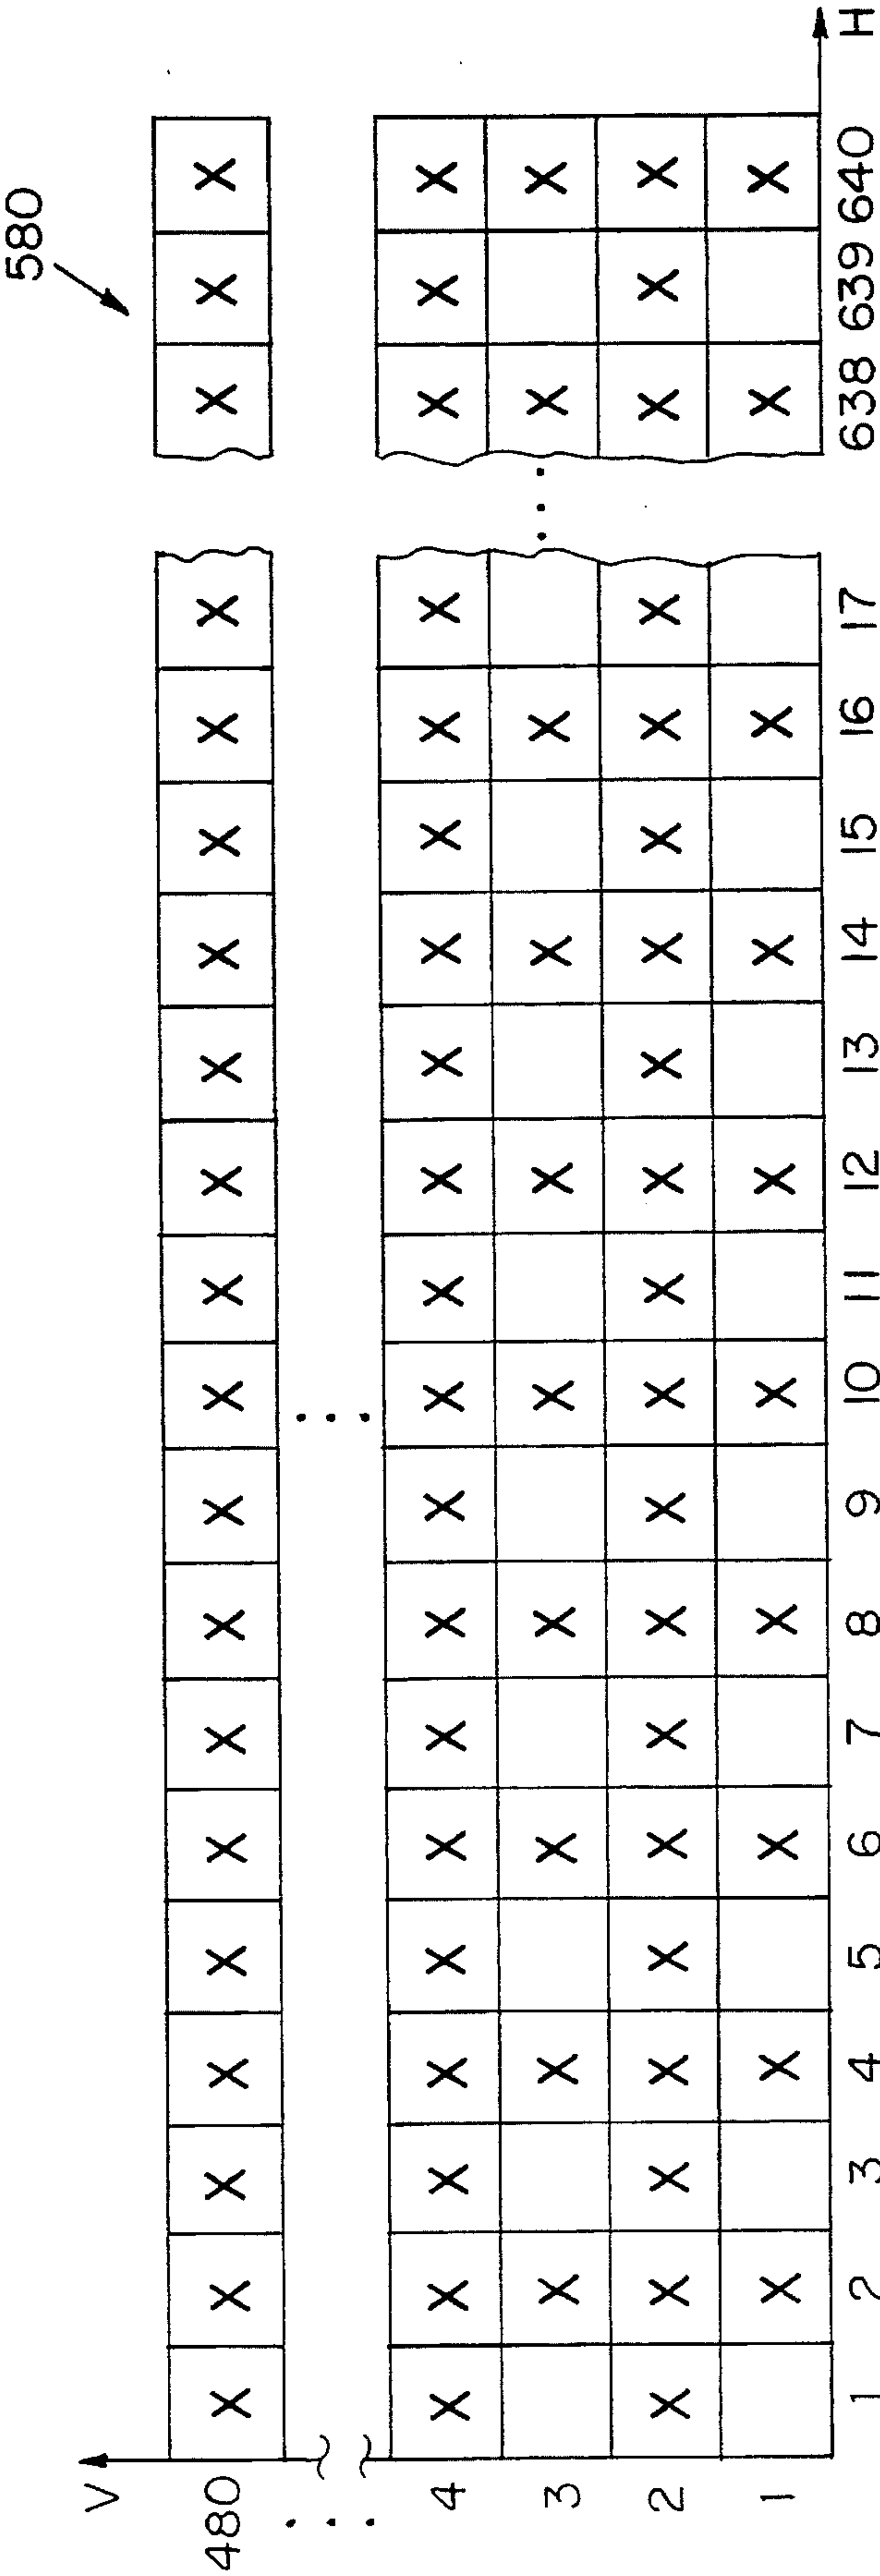 580
V
480 X X X X X X X X X X X X X X X X X X X X
4 X X X X X X X X X X X X X X X X X X X X
3 X X X X X X X X X X
2 X X X X X X X X X X X X X X X X X X X X
1 X X X X X X X X X X
1 2 3 4 5 6 7 8 9 10 11 12 13 14 15 16 17 638 639 640 H